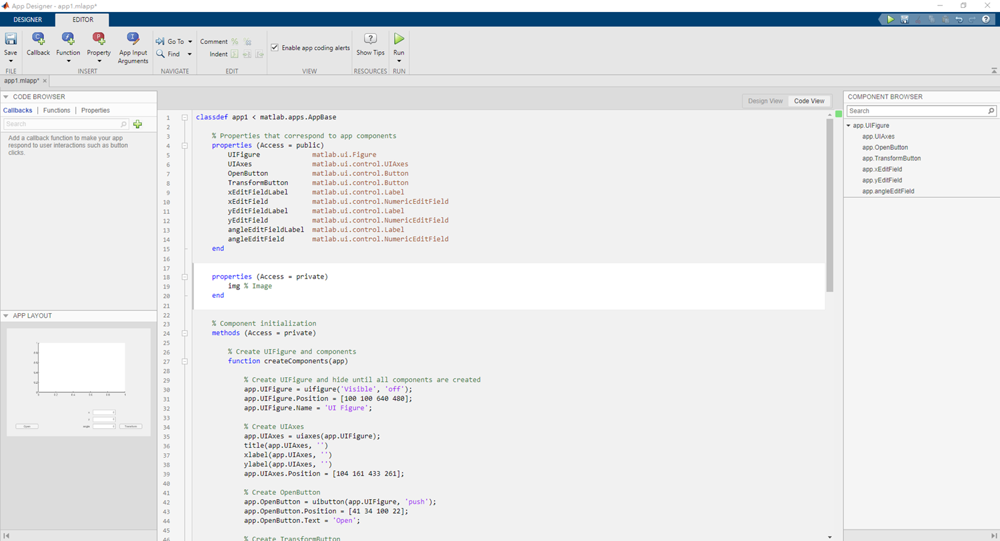 App Designer - app1.mlapp*
DESIGNER
EDITOR
Save
Callback
Function
Property
App Input
Arguments
Go To
Find
Comment
Indent
Enable app coding alerts
Show Tips
Run
FILE
INSERT
NAVIGATE
EDIT
VIEW
RESOURCES
RUN
app1.mlapp*
CODE BROWSER
Callbacks | Functions | Properties
Search
Add a callback function to make your app
respond to user interactions such as button
clicks.
APP LAYOUT
0 0.2 0.4 0.6 0.8 1
x
y
angle
Open
Transform
Design View
Code View
1 classdef app1 < matlab.apps.AppBase
2
3 % Properties that correspond to app components
4 properties (Access = public)
5 UIFigure matlab.ui.Figure
6 UIAxes matlab.ui.control.UIAxes
7 OpenButton matlab.ui.control.Button
8 TransformButton matlab.ui.control.Button
9 xEditFieldLabel matlab.ui.control.Label
10 xEditField matlab.ui.control.NumericEditField
11 yEditFieldLabel matlab.ui.control.Label
12 yEditField matlab.ui.control.NumericEditField
13 angleEditFieldLabel matlab.ui.control.Label
14 angleEditField matlab.ui.control.NumericEditField
15 end
16
17
18 properties (Access = private)
19 img % Image
20 end
21
22
23 % Component initialization
24 methods (Access = private)
25
26 % Create UIFigure and components
27 function createComponents(app)
28
29 % Create UIFigure and hide until all components are created
30 app.UIFigure = uifigure('Visible', 'off');
31 app.UIFigure.Position = [100 100 640 480];
32 app.UIFigure.Name = 'UI Figure';
33
34 % Create UIAxes
35 app.UIAxes = uiaxes(app.UIFigure);
36 title(app.UIAxes, '')
37 xlabel(app.UIAxes, '')
38 ylabel(app.UIAxes, '')
39 app.UIAxes.Position = [104 161 433 261];
40
41 % Create OpenButton
42 app.OpenButton = uibutton(app.UIFigure, 'push');
43 app.OpenButton.Position = [41 34 100 22];
44 app.OpenButton.Text = 'Open';
45
46 % Create TransformButton
COMPONENT BROWSER
Search
app.UIFigure
app.UIAxes
app.OpenButton
app.TransformButton
app.xEditField
app.yEditField
app.angleEditField